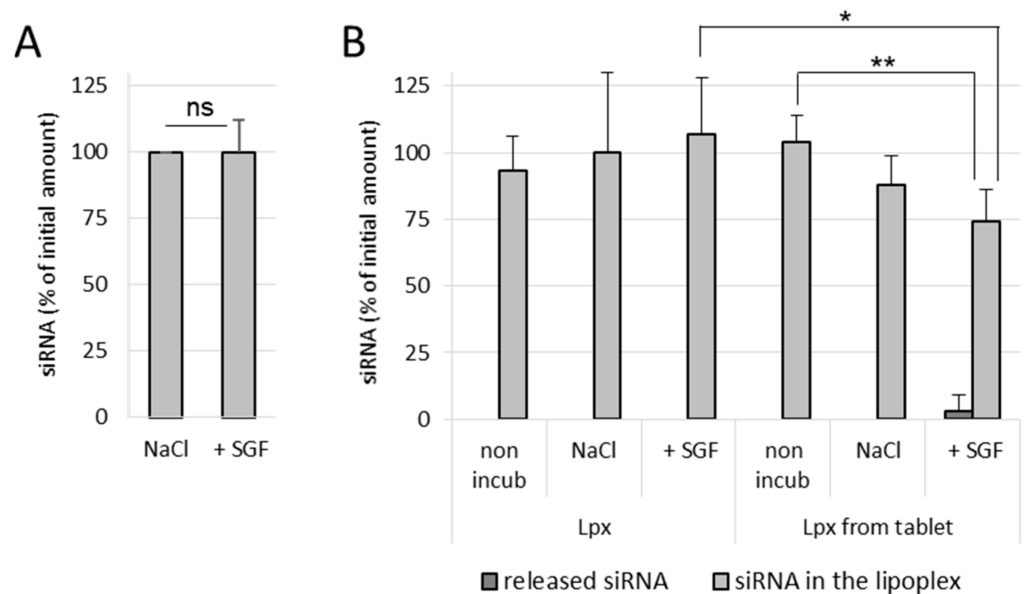 A
siRNA (% of initial amount)
125
100
75
50
25
0
ns
NaCl + SGF
B
siRNA (% of initial amount)
125
100
75
50
25
0
*
**
non incub NaCl + SGF non incub NaCl + SGF
Lpx Lpx from tablet
released siRNA siRNA in the lipoplex